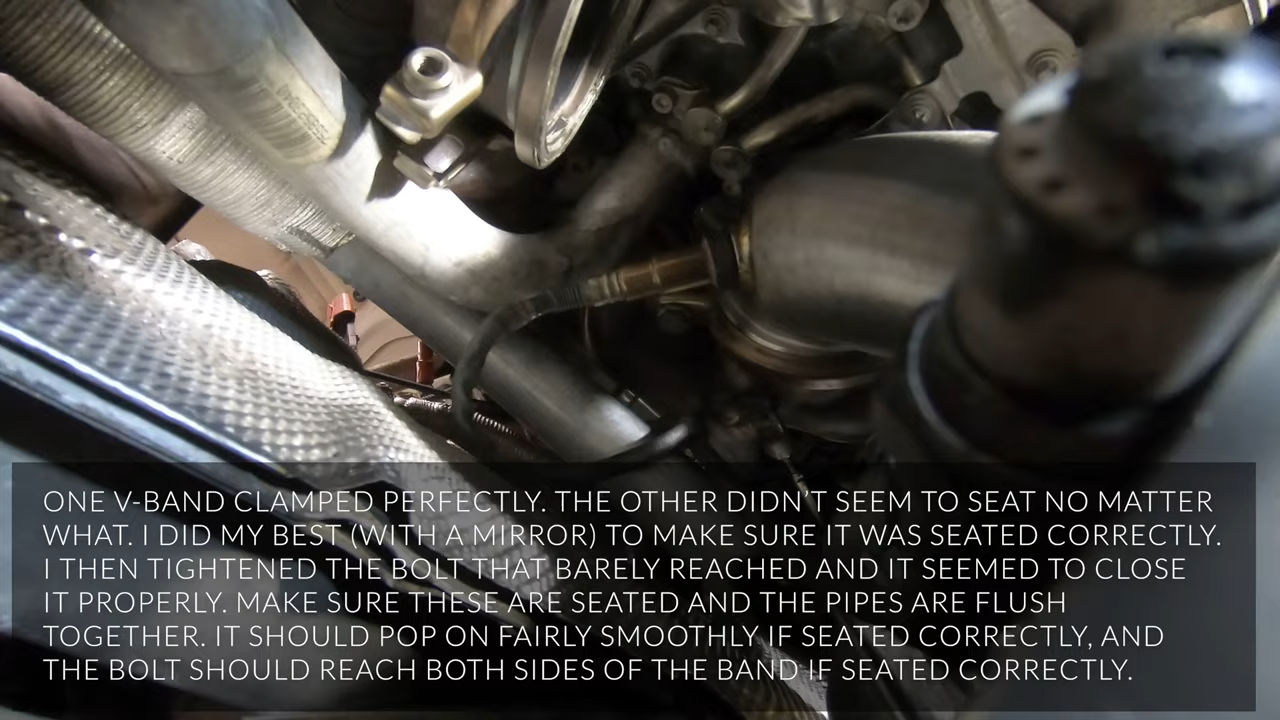 ONE V-BAND CLAMPED PERFECTLY. THE OTHER DIDN'T SEEM TO SEAT NO MATTER
WHAT. I DID MY BEST (WITH A MIRROR) TO MAKE SURE IT WAS SEATED CORRECTLY.
I THEN TIGHTENED THE BOLT THAT BARELY REACHED AND IT SEEMED TO CLOSE
IT PROPERLY. MAKE SURE THESE ARE SEATED AND THE PIPES ARE FLUSH
TOGETHER. IT SHOULD POP ON FAIRLY SMOOTHLY IF SEATED CORRECTLY, AND
THE BOLT SHOULD REACH BOTH SIDES OF THE BAND IF SEATED CORRECTLY.